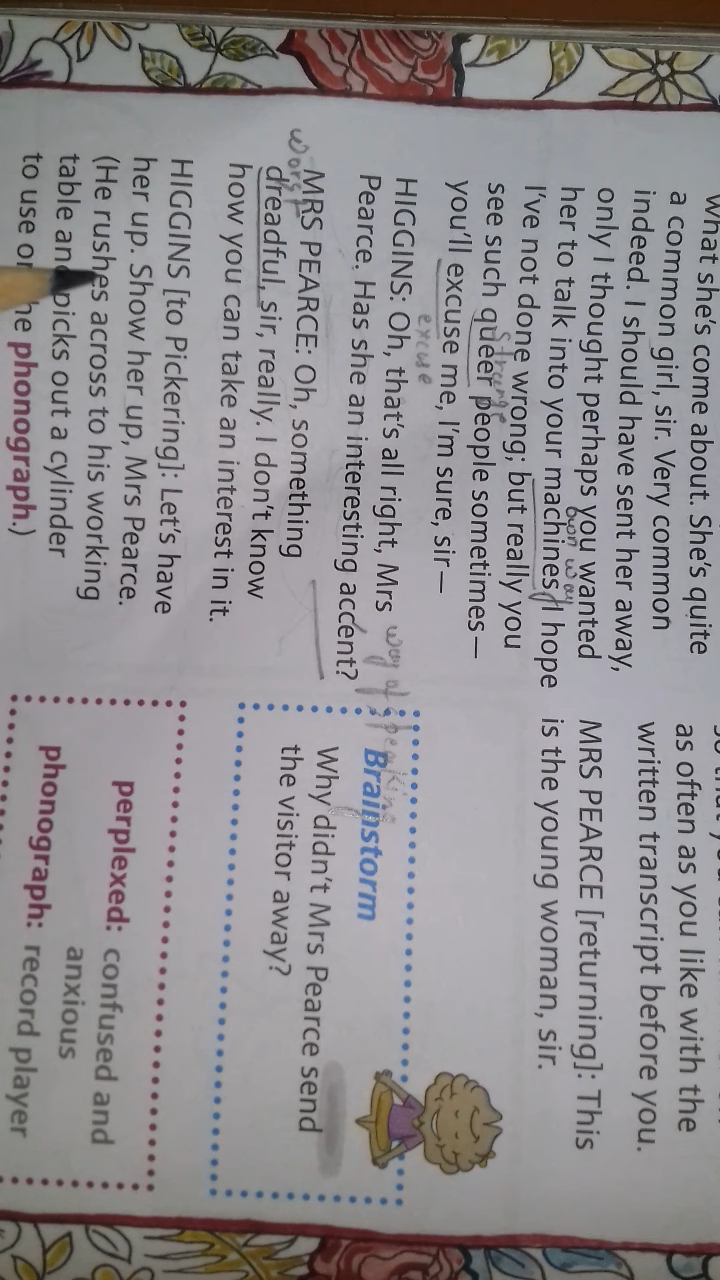 What she's come about. She's quite
a common girl, sir. Very common
indeed. I should have sent her away,
only I thought perhaps you wanted
her to talk into your machines. I hope
I've not done wrong; but really you
see such queer people sometimes—
you'll excuse me, I'm sure, sir—
strange
excuse
HIGGINS: Oh, that's all right, Mrs
Pearce. Has she an interesting accent?
way of speaking
MRS PEARCE: Oh, something
dreadful, sir, really. I don't know
how you can take an interest in it.
worst
HIGGINS [to Pickering]: Let's have
her up. Show her up, Mrs Pearce.
(He rushes across to his working
table and picks out a cylinder
to use on the phonograph.)
as often as you like with the
written transcript before you.
MRS PEARCE [returning]: This
is the young woman, sir.
Brainstorm
Why didn't Mrs Pearce send
the visitor away?
perplexed: confused and
anxious
phonograph: record player